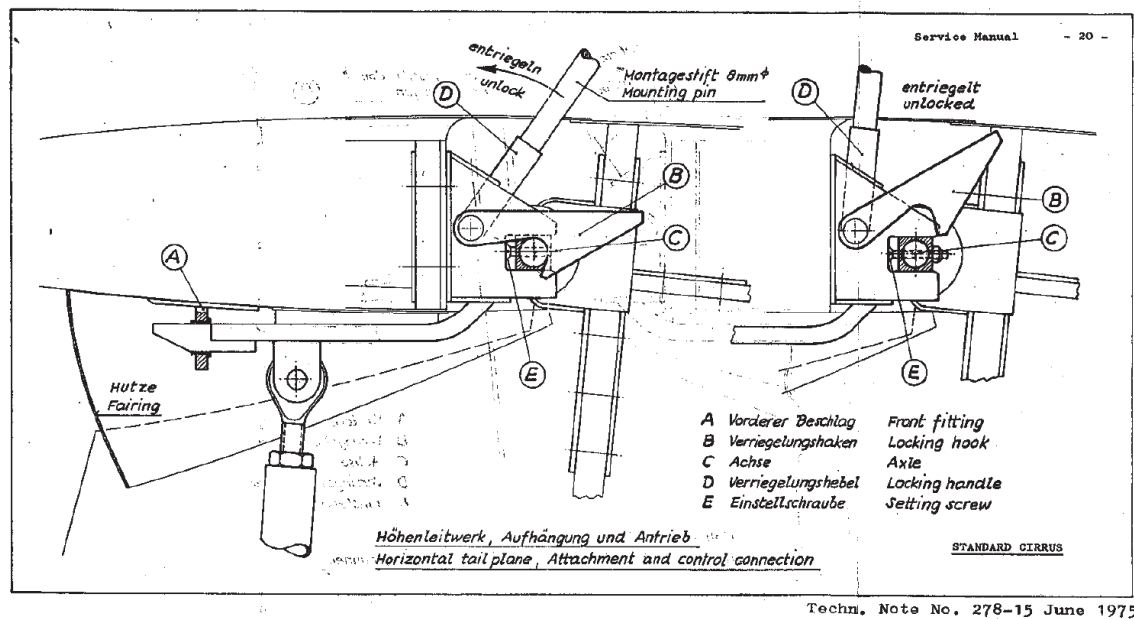 Service Manual - 20 -
entriegeln
unlock
Montagestift 8mm ϕ
Mounting pin
D
B
C
A
E
Hutze
Fairing
D
entriegelt
unlocked
B
C
E
A Vorderer Beschlag Front fitting
B Verriegelungshaken Locking hook
C Achse Axle
D Verriegelungshebel Locking handle
E Einstellschraube Setting screw
Höhenleitwerk, Aufhängung und Antrieb
Horizontal tail plane, Attachment and control connection
STANDARD CIRRUS
Techn. Note No. 278-15 June 1975